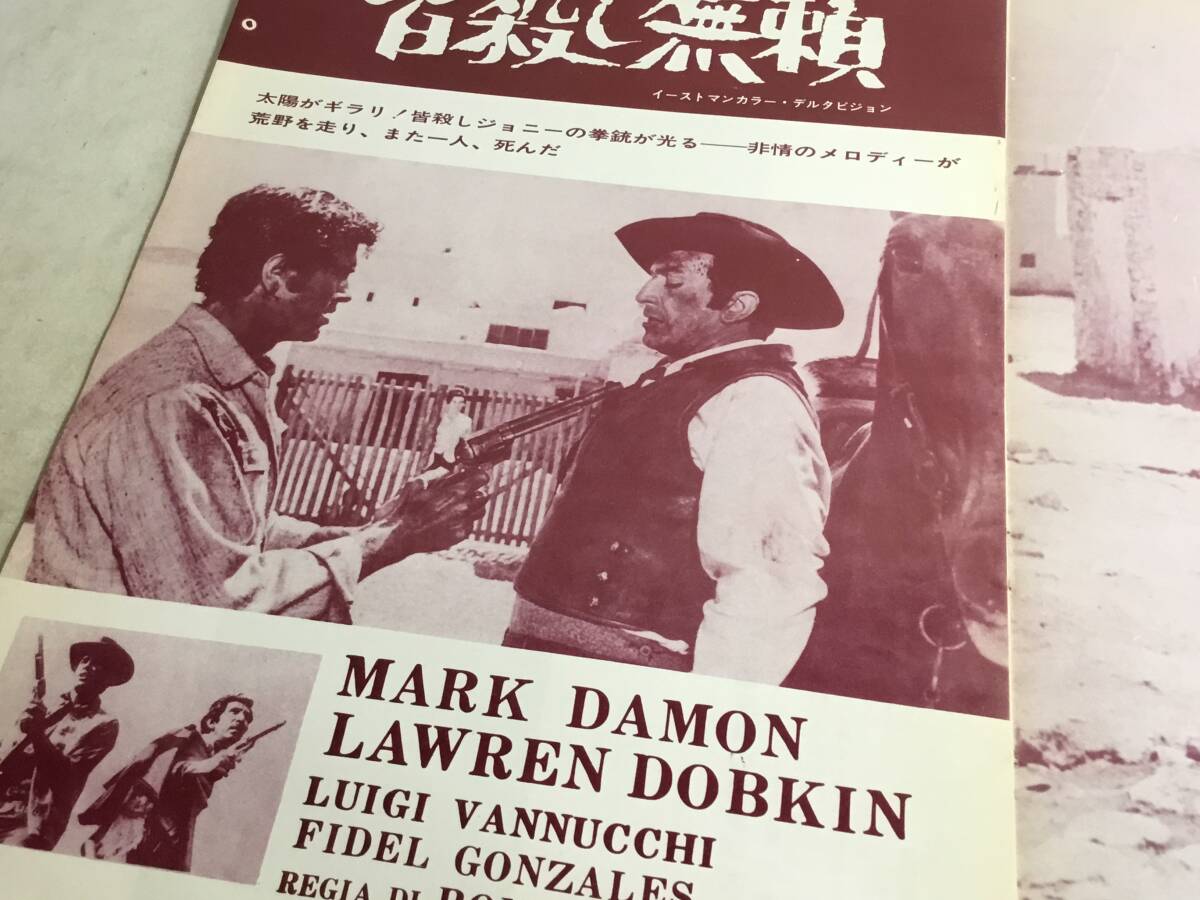 皆殺し無頼
イーストマンカラー・デルタビジョン
太陽がギラリ！皆殺しジョニーの拳銃が光る——非情のメロディーが
荒野を走り、また一人、死んだ
MARK DAMON
LAWREN DOBKIN
LUIGI VANNUCCHI
FIDEL GONZALES
REGIA DI